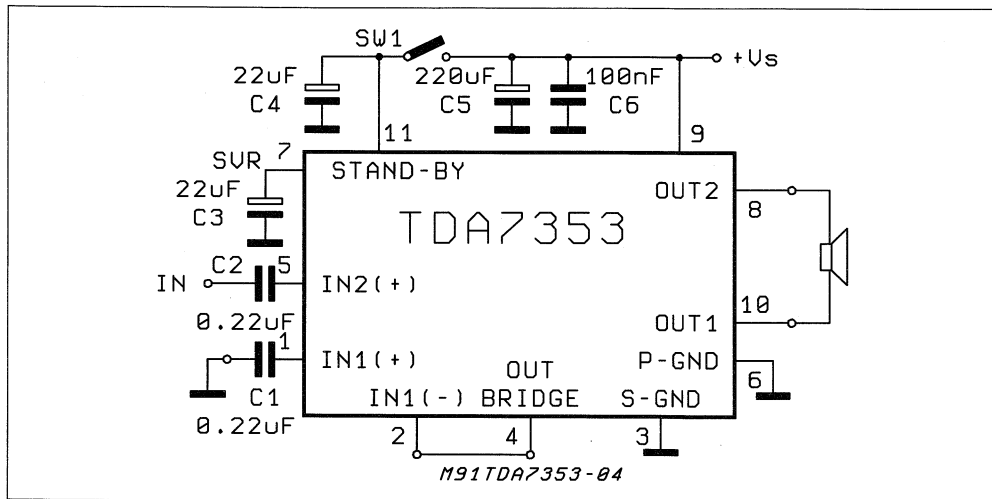 SW1
+Vs
22uF
C4
220uF
C5
100nF
C6
11
9
7
SVR
STAND-BY
22uF
C3
OUT2
8
TDA7353
C2
5
IN
IN2(+)
0.22uF
10
OUT1
1
IN1(+)
P-GND
6
C1
OUT
IN1(-) BRIDGE
S-GND
0.22uF
2
4
3
M91TDA7353-04